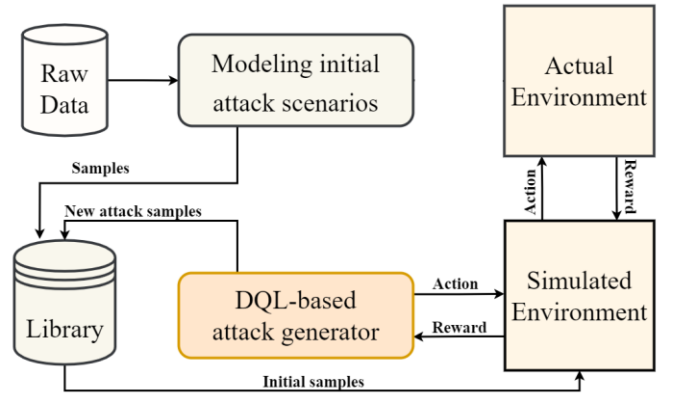 Raw
Data
Modeling initial
attack scenarios
Actual
Environment
Samples
Action
Reward
New attack samples
Library
DQL-based
attack generator
Action
Reward
Simulated
Environment
Initial samples